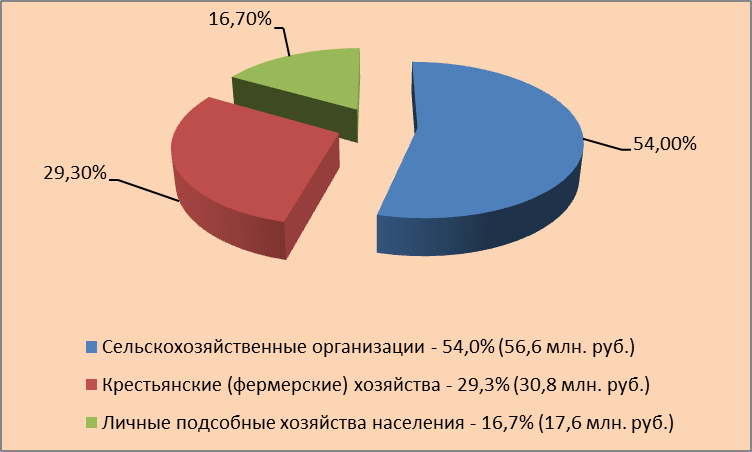 16,70%
54,00%
29,30%
Сельскохозяйственные организации - 54,0% (56,6 млн. руб.)
Крестьянские (фермерские) хозяйства - 29,3% (30,8 млн. руб.)
Личные подсобные хозяйства населения - 16,7% (17,6 млн. руб.)